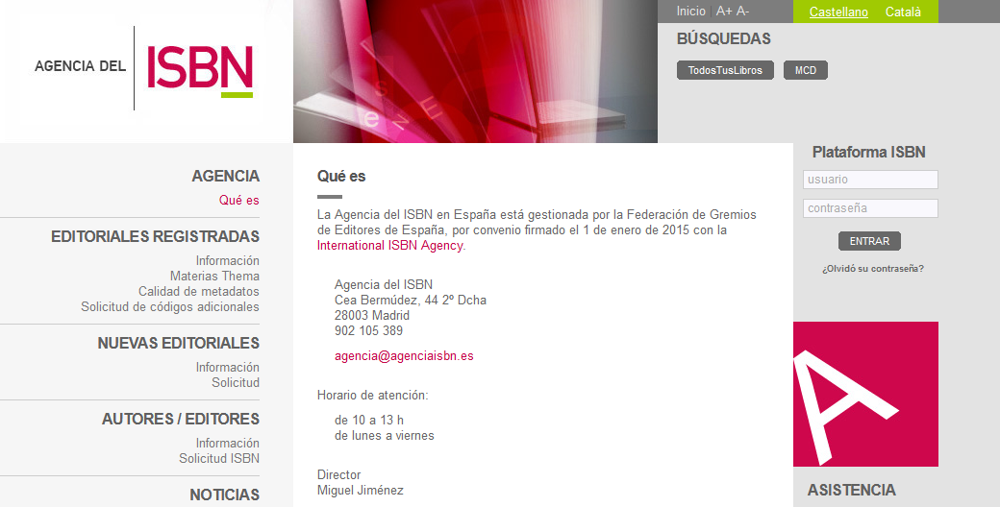 AGENCIA DEL ISBN
Inicio | A+ A-
Castellano Català
BÚSQUEDAS
TodosTusLibros MCD
AGENCIA
Qué es
EDITORIALES REGISTRADAS
Información
Materias Thema
Calidad de metadatos
Solicitud de códigos adicionales
NUEVAS EDITORIALES
Información
Solicitud
AUTORES / EDITORES
Información
Solicitud ISBN
NOTICIAS
Qué es
La Agencia del ISBN en España está gestionada por la Federación de Gremios
de Editores de España, por convenio firmado el 1 de enero de 2015 con la
International ISBN Agency.
Agencia del ISBN
Cea Bermúdez, 44 2º Dcha
28003 Madrid
902 105 389
agencia@agenciaisbn.es
Horario de atención:
de 10 a 13 h
de lunes a viernes
Director
Miguel Jiménez
Plataforma ISBN
usuario
contraseña
ENTRAR
¿Olvidó su contraseña?
A
ASISTENCIA